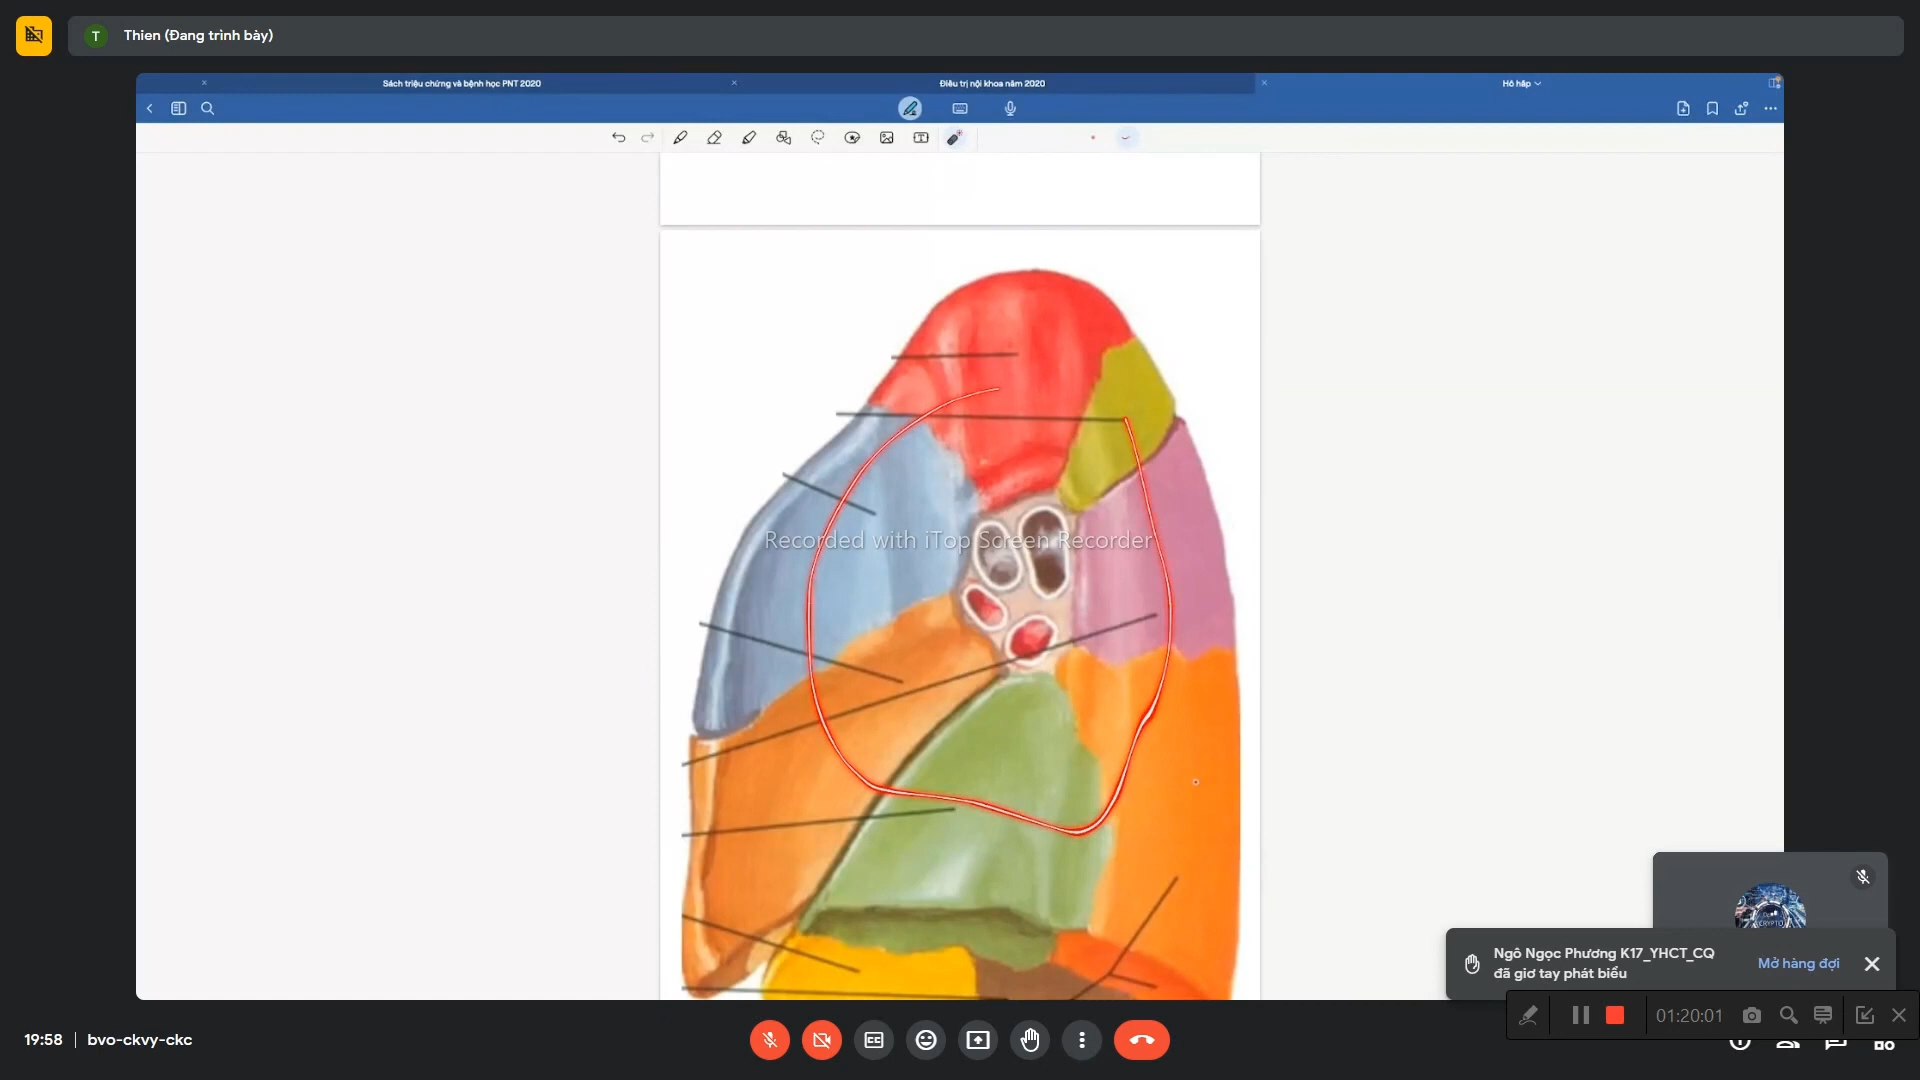 T Thien (Đang trình bày)
Sách triệu chứng và bệnh học PNT 2020
Điều trị nội khoa năm 2020
Hô hấp
Recorded with iTop Screen Recorder
CRYPTO
Ngô Ngọc Phương K17_YHCT_CQ
đã giơ tay phát biểu
Mở hàng đợi
01:20:01
19:58 | bvo-ckvy-ckc